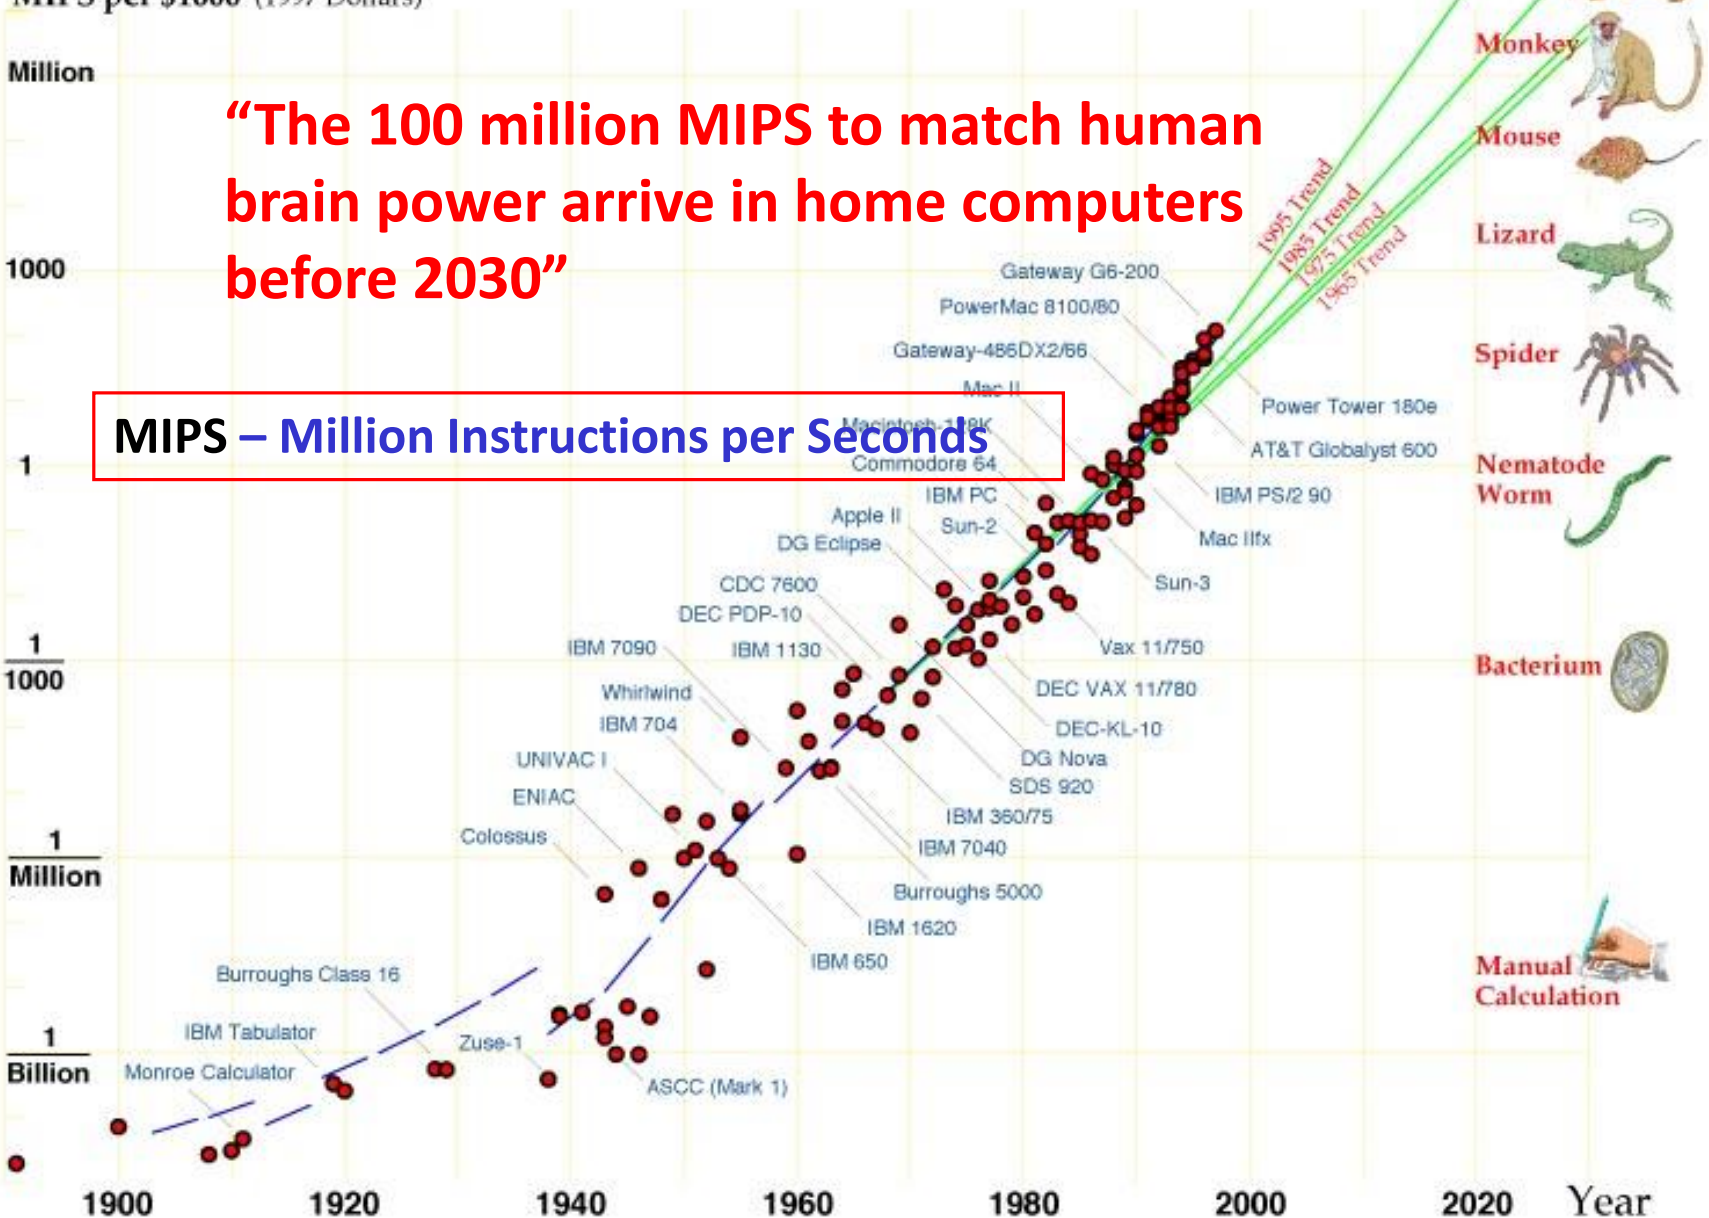 MIPS per $1000 (1997 Dollars)
Million
1000
1
1
1000
1
Million
1
Billion
“The 100 million MIPS to match human
brain power arrive in home computers
before 2030”
MIPS – Million Instructions per Seconds
1995 Trend
1985 Trend
1975 Trend
1965 Trend
Gateway G6-200
PowerMac 8100/80
Gateway-486DX2/66
Mac II
Macintosh-128K
Commodore 64
IBM PC
Apple II
Sun-2
DG Eclipse
CDC 7600
DEC PDP-10
IBM 7090
IBM 1130
Whirlwind
IBM 704
UNIVAC I
ENIAC
Colossus
Burroughs Class 16
IBM Tabulator
Monroe Calculator
Zuse-1
ASCC (Mark 1)
Power Tower 180e
AT&T Globalyst 600
IBM PS/2 90
Mac IIfx
Sun-3
Vax 11/750
DEC VAX 11/780
DEC-KL-10
DG Nova
SDS 920
IBM 360/75
IBM 7040
Burroughs 5000
IBM 1620
IBM 650
Monkey
Mouse
Lizard
Spider
Nematode
Worm
Bacterium
Manual
Calculation
1900 1920 1940 1960 1980 2000 2020 Year